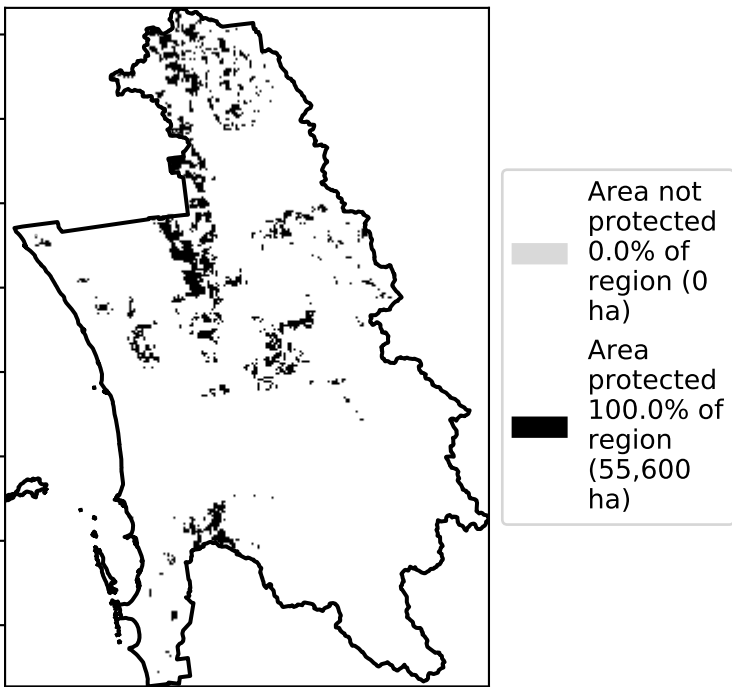 Area not
protected
0.0% of
region (0
ha)
Area
protected
100.0% of
region
(55,600
ha)